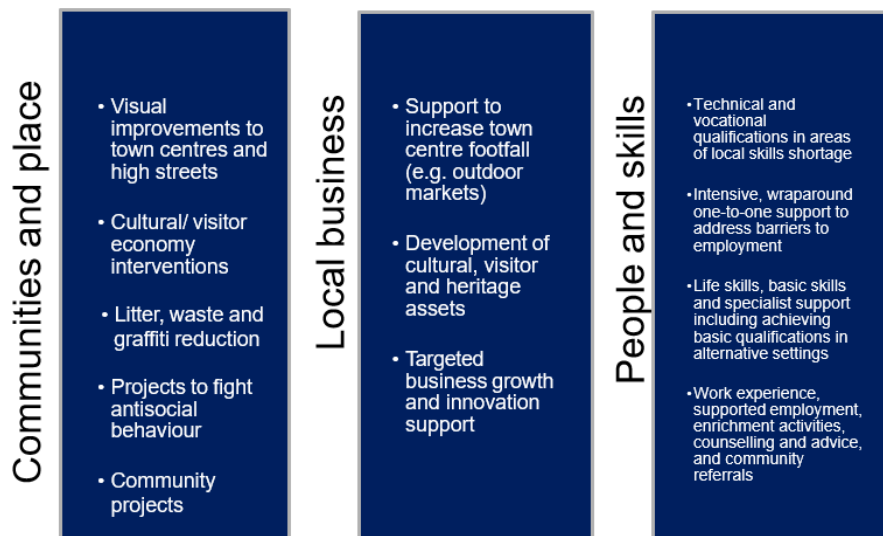 Communities and place
• Visual
improvements to
town centres and
high streets
• Cultural/ visitor
economy
interventions
• Litter, waste and
graffiti reduction
• Projects to fight
antisocial
behaviour
• Community
projects
Local business
• Support to
increase town
centre footfall
(e.g. outdoor
markets)
• Development of
cultural, visitor
and heritage
assets
• Targeted
business growth
and innovation
support
People and skills
•Technical and
vocational
qualifications in areas
of local skills shortage
•Intensive, wraparound
one-to-one support to
address barriers to
employment
•Life skills, basic skills
and specialist support
including achieving
basic qualifications in
alternative settings
•Work experience,
supported employment,
enrichment activities,
counselling and advice,
and community
referrals